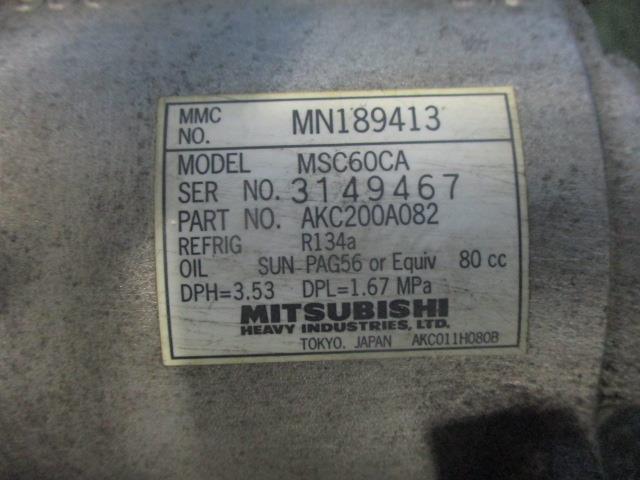 MMC NO. MN189413
MODEL MSC60CA
SER NO. 3149467
PART NO. AKC200A082
REFRIG R134a
OIL SUN-PAG56 or Equiv 80 cc
DPH=3.53 DPL=1.67 MPa
MITSUBISHI
HEAVY INDUSTRIES, LTD.
TOKYO. JAPAN AKC011H080B